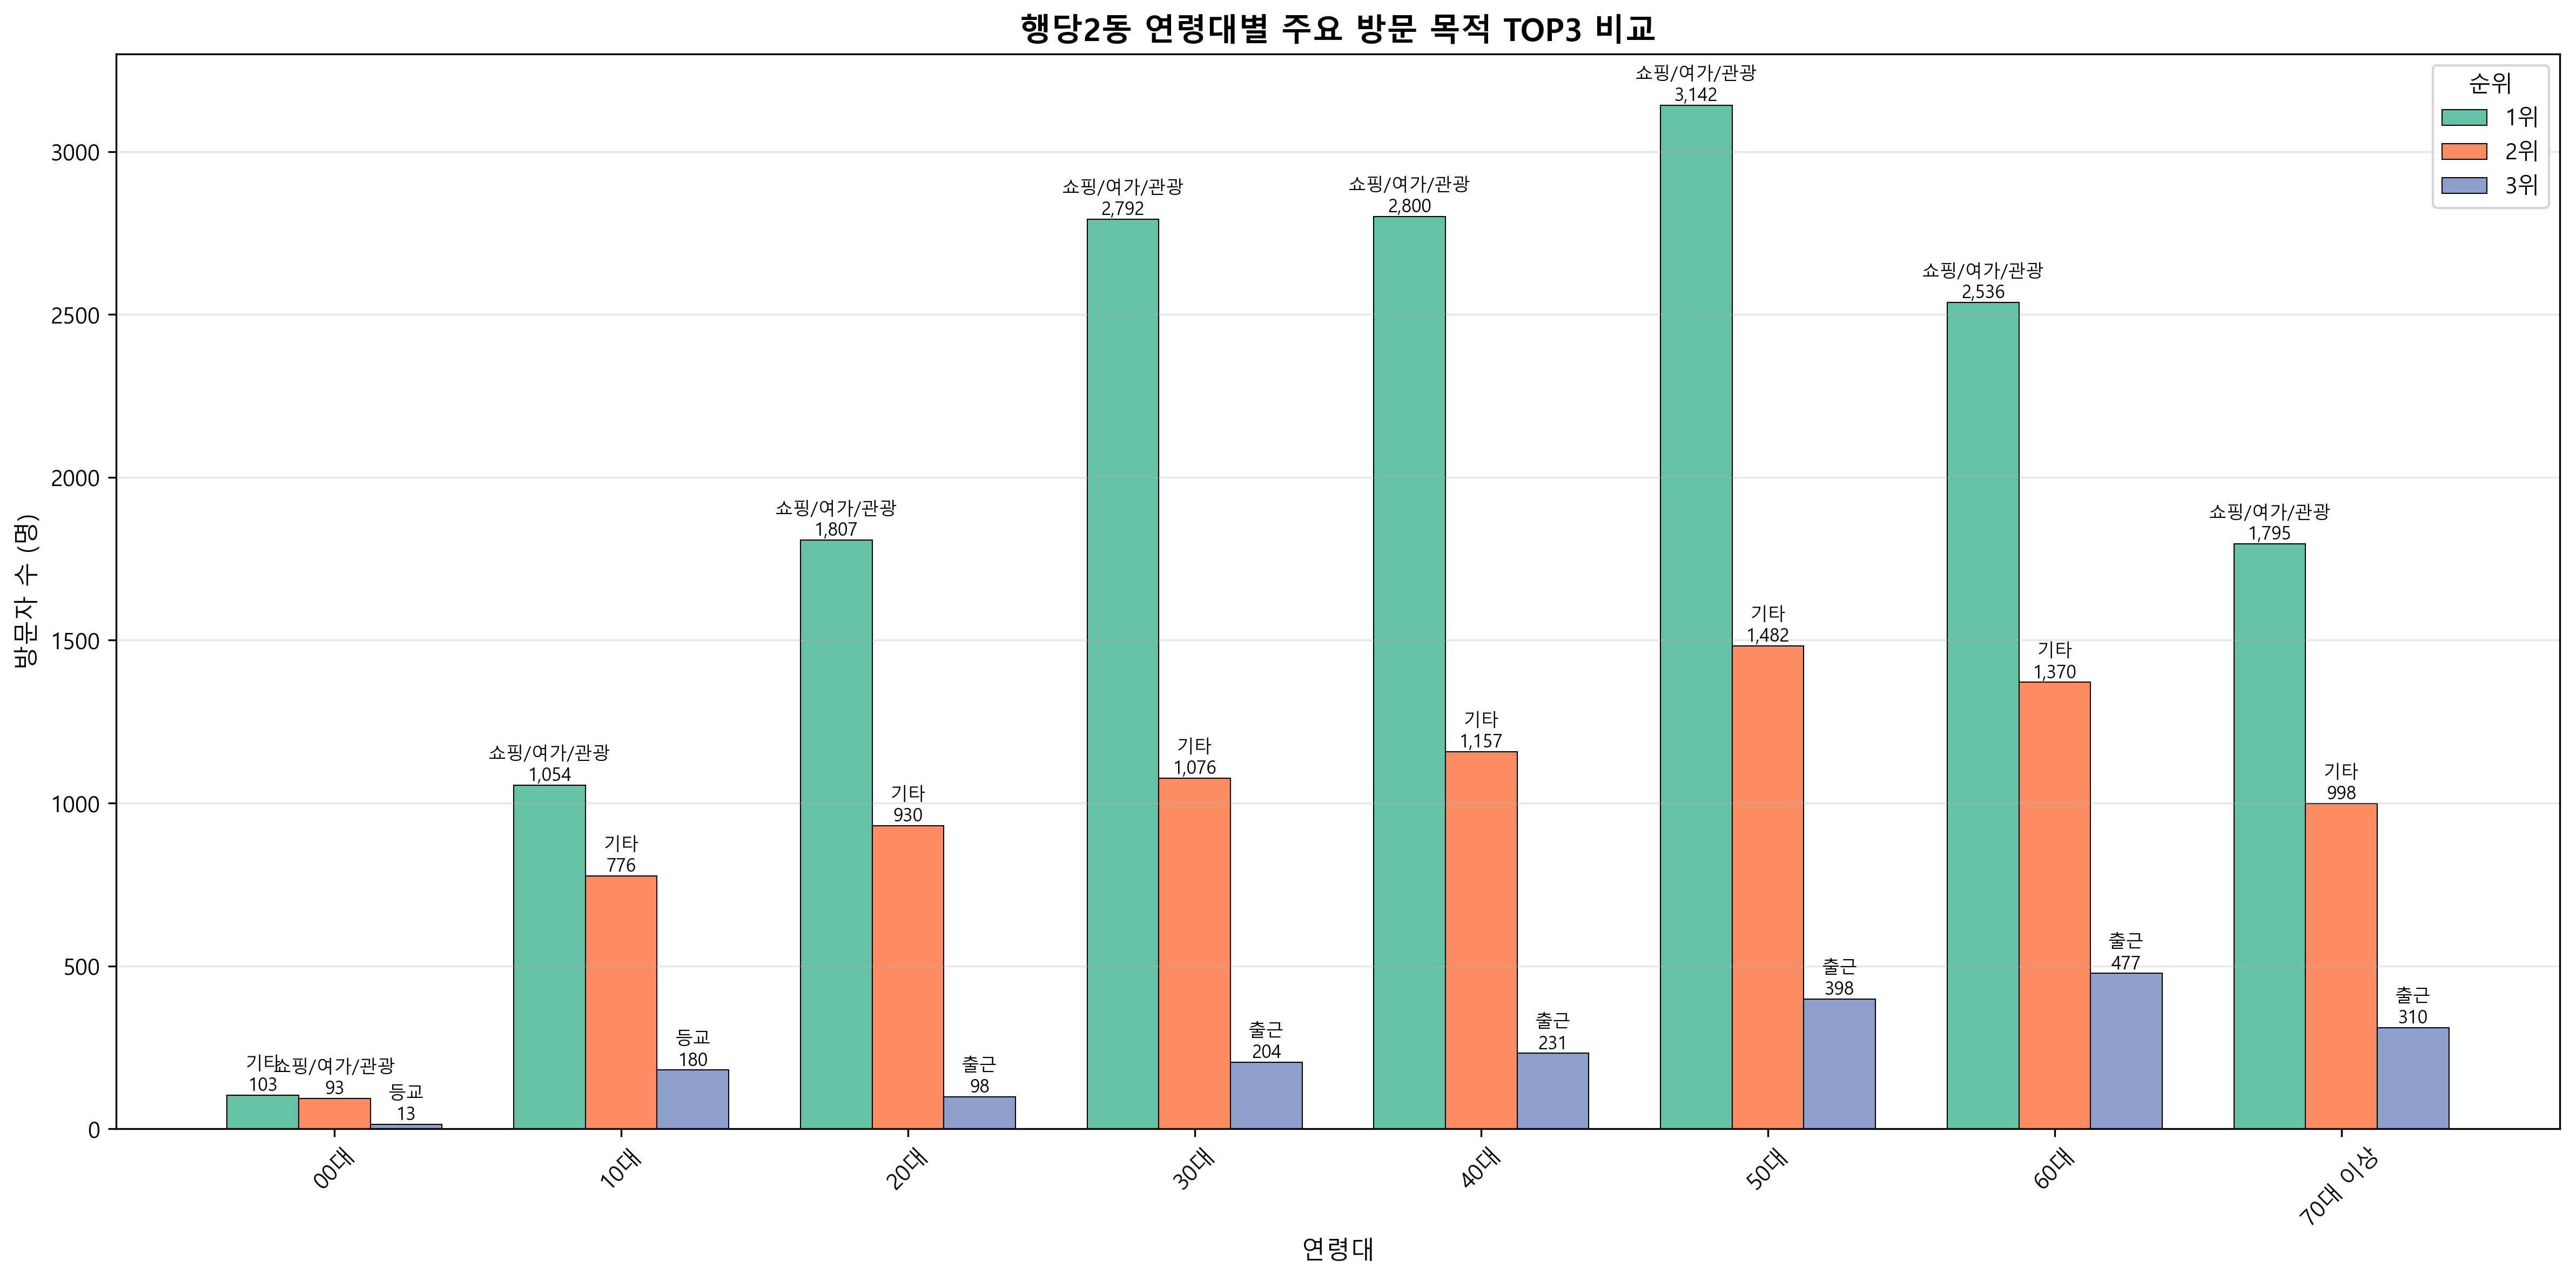 행당2동 연령대별 주요 방문 목적 TOP3 비교
순위
1위
2위
3위
방문자 수 (명)
3000
2500
2000
1500
1000
500
0
기타
103
쇼핑/여가/관광
93
등교
13
쇼핑/여가/관광
1,054
기타
776
등교
180
쇼핑/여가/관광
1,807
기타
930
출근
98
쇼핑/여가/관광
2,792
기타
1,076
출근
204
쇼핑/여가/관광
2,800
기타
1,157
출근
231
쇼핑/여가/관광
3,142
기타
1,482
출근
398
쇼핑/여가/관광
2,536
기타
1,370
출근
477
쇼핑/여가/관광
1,795
기타
998
출근
310
00대
10대
20대
30대
40대
50대
60대
70대 이상
연령대